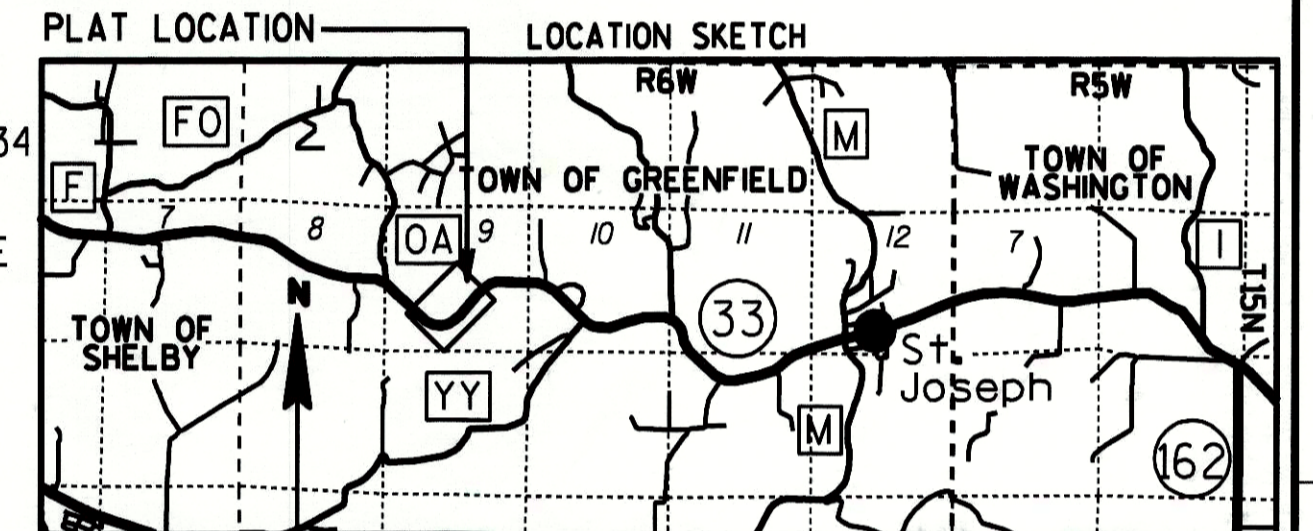 PLAT LOCATION
LOCATION SKETCH
R6W
R5W
34
FO
M
F
TOWN OF GREENFIELD
TOWN OF
WASHINGTON
7
8
OA
9
10
11
12
7
I
E
N
T15N
TOWN OF
SHELBY
33
St.
Joseph
YY
M
162